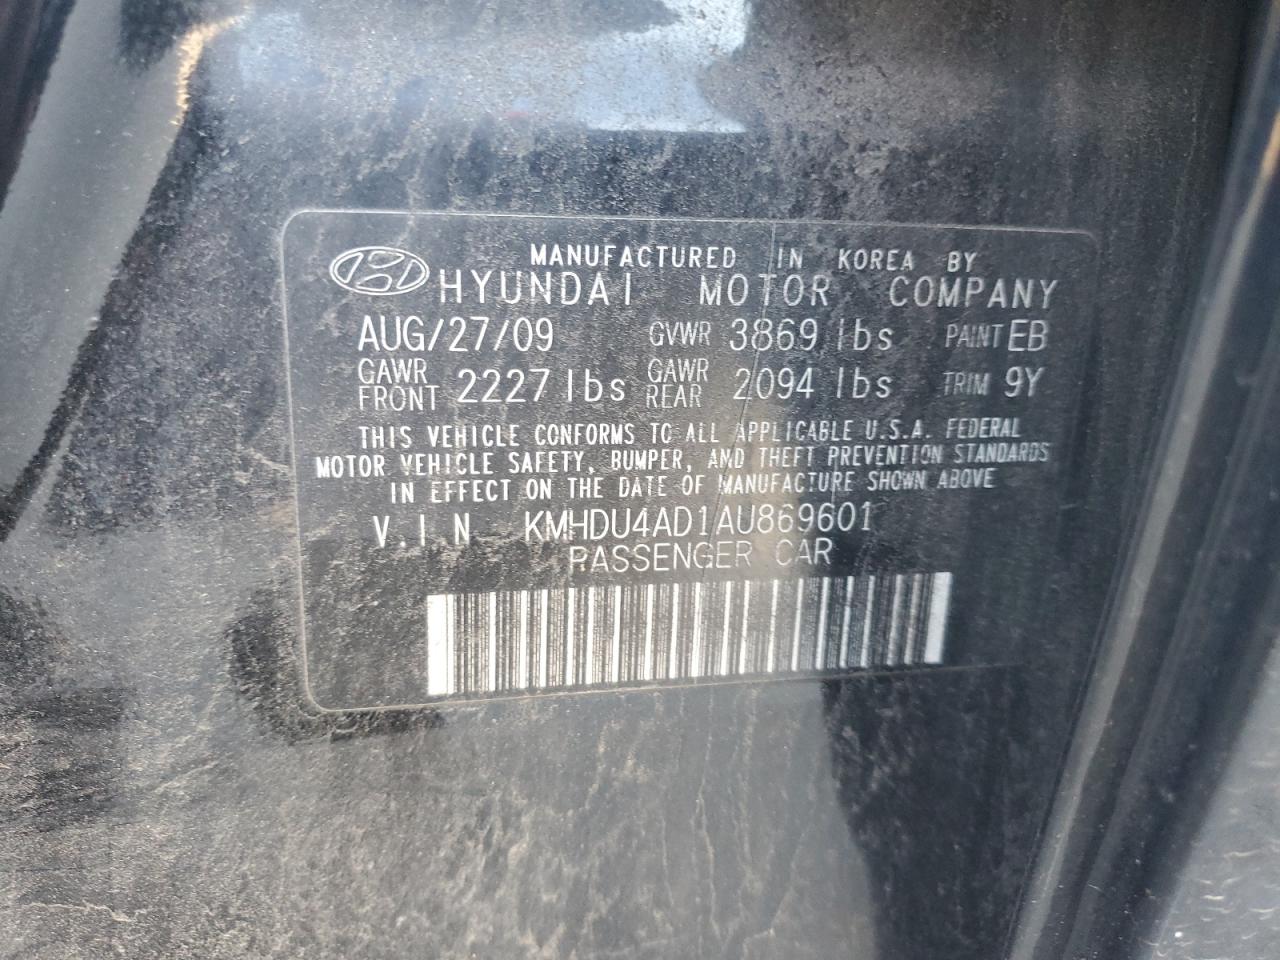 MANUFACTURED IN KOREA BY
HYUNDAI MOTOR COMPANY
AUG/27/09 GVWR 3869 lbs PAINT EB
GAWR FRONT 2227 lbs GAWR REAR 2094 lbs TRIM 9Y
THIS VEHICLE CONFORMS TO ALL APPLICABLE U.S.A. FEDERAL
MOTOR VEHICLE SAFETY, BUMPER, AND THEFT PREVENTION STANDARDS
IN EFFECT ON THE DATE OF MANUFACTURE SHOWN ABOVE
V.I N KMHDU4AD1AU869601
PASSENGER CAR